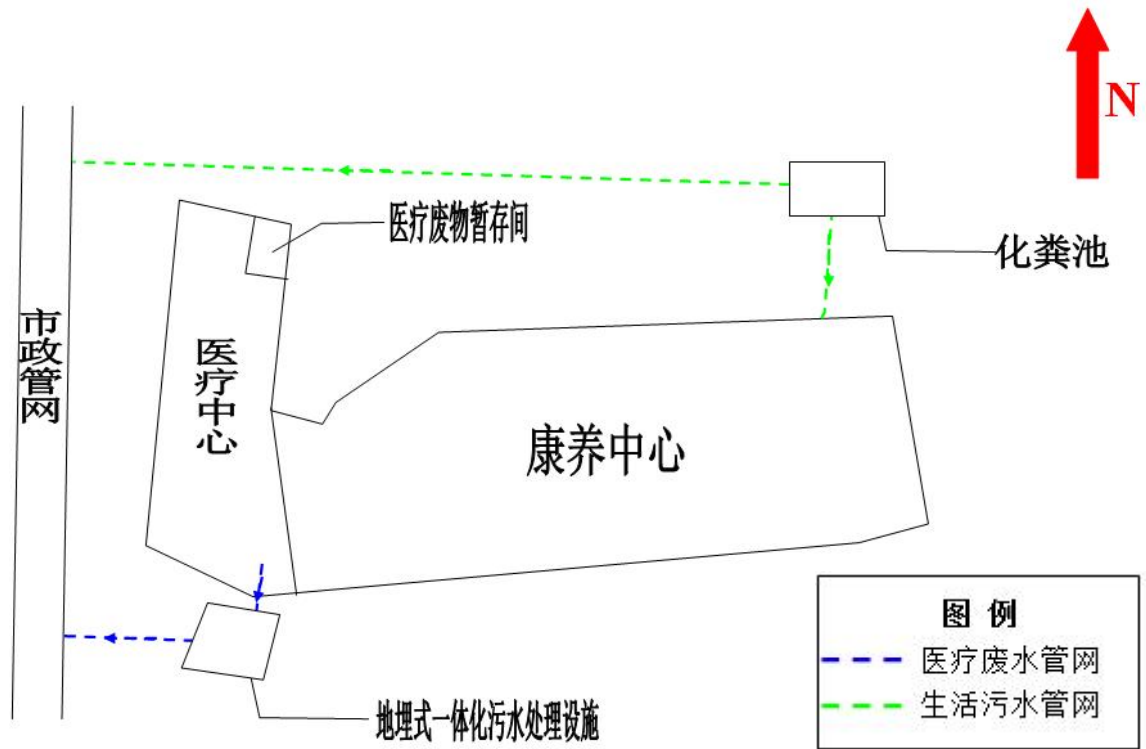 N
医疗废物暂存间
化粪池
市政管网
医疗中心
康养中心
图 例
医疗废水管网
生活污水管网
地埋式一体化污水处理设施